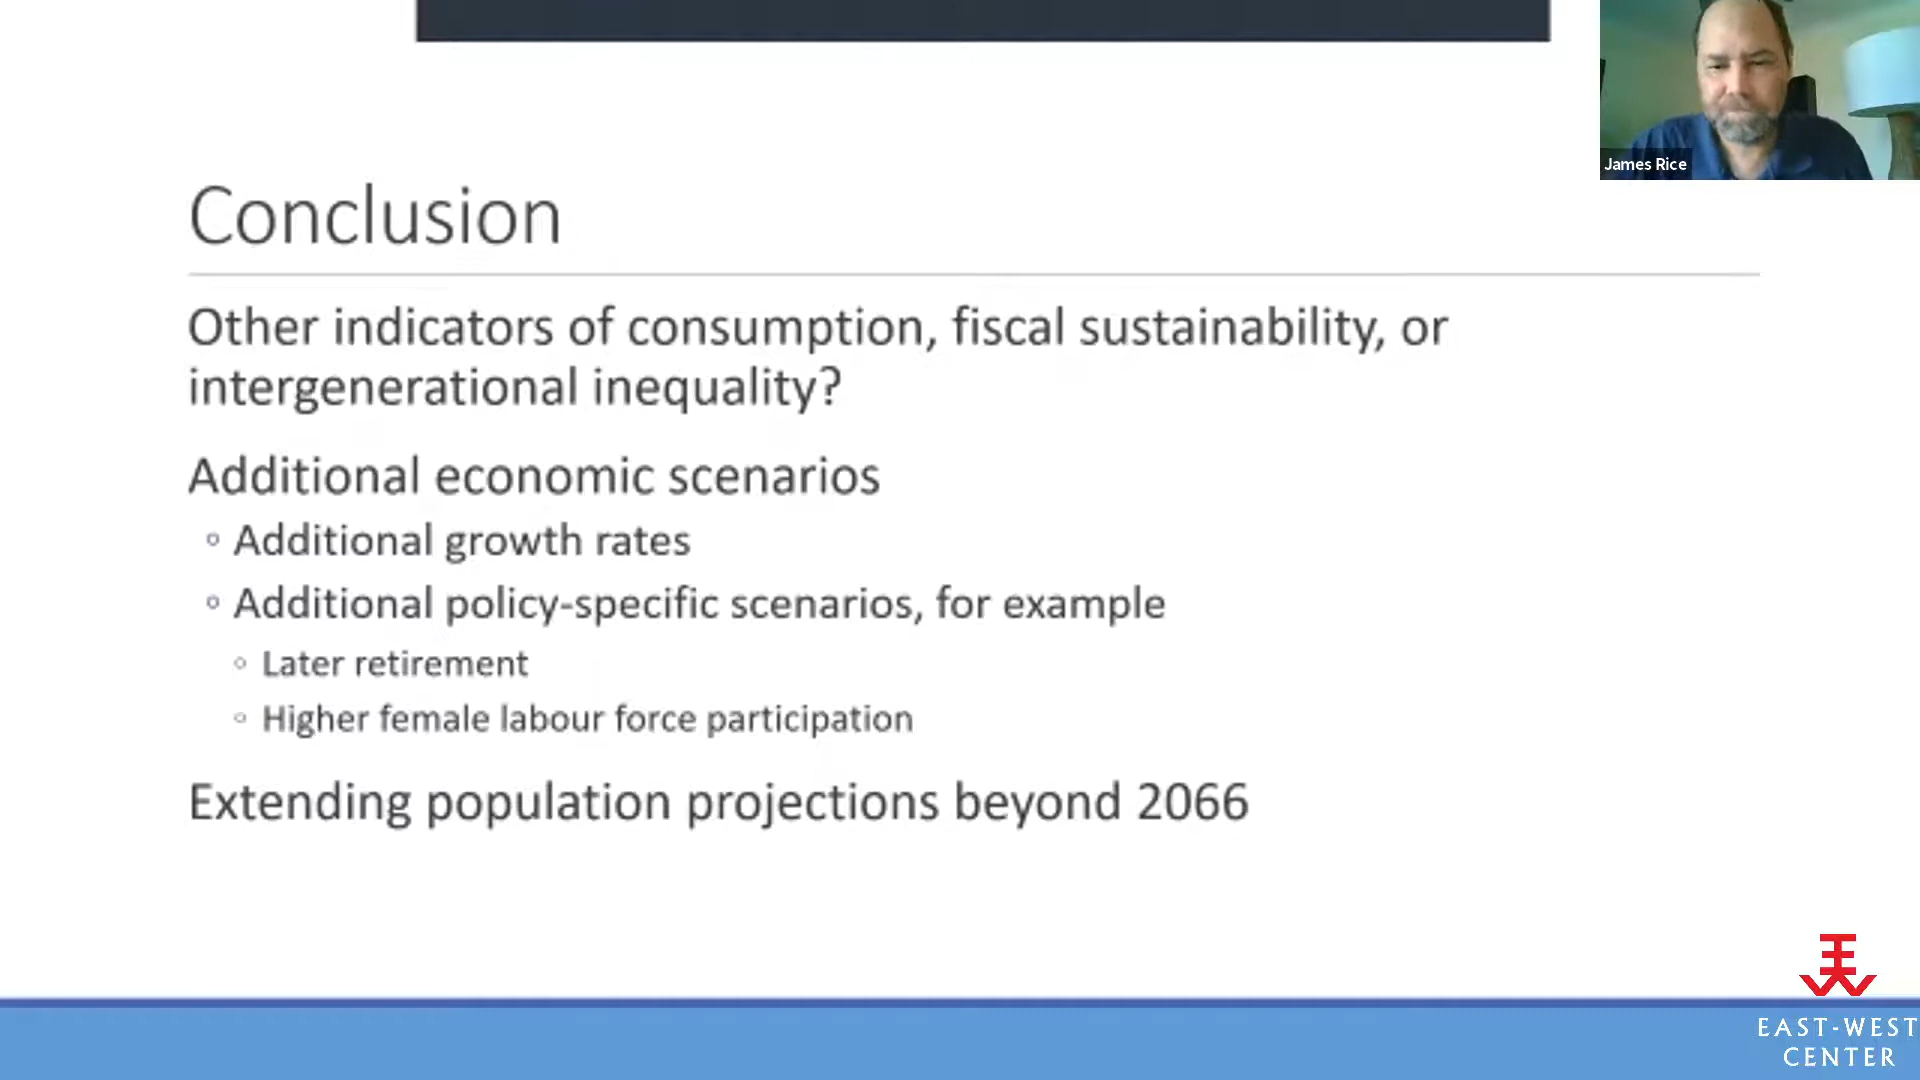 James Rice
Conclusion
Other indicators of consumption, fiscal sustainability, or
intergenerational inequality?
Additional economic scenarios
◦ Additional growth rates
◦ Additional policy-specific scenarios, for example
◦ Later retirement
◦ Higher female labour force participation
Extending population projections beyond 2066
EAST-WEST
CENTER